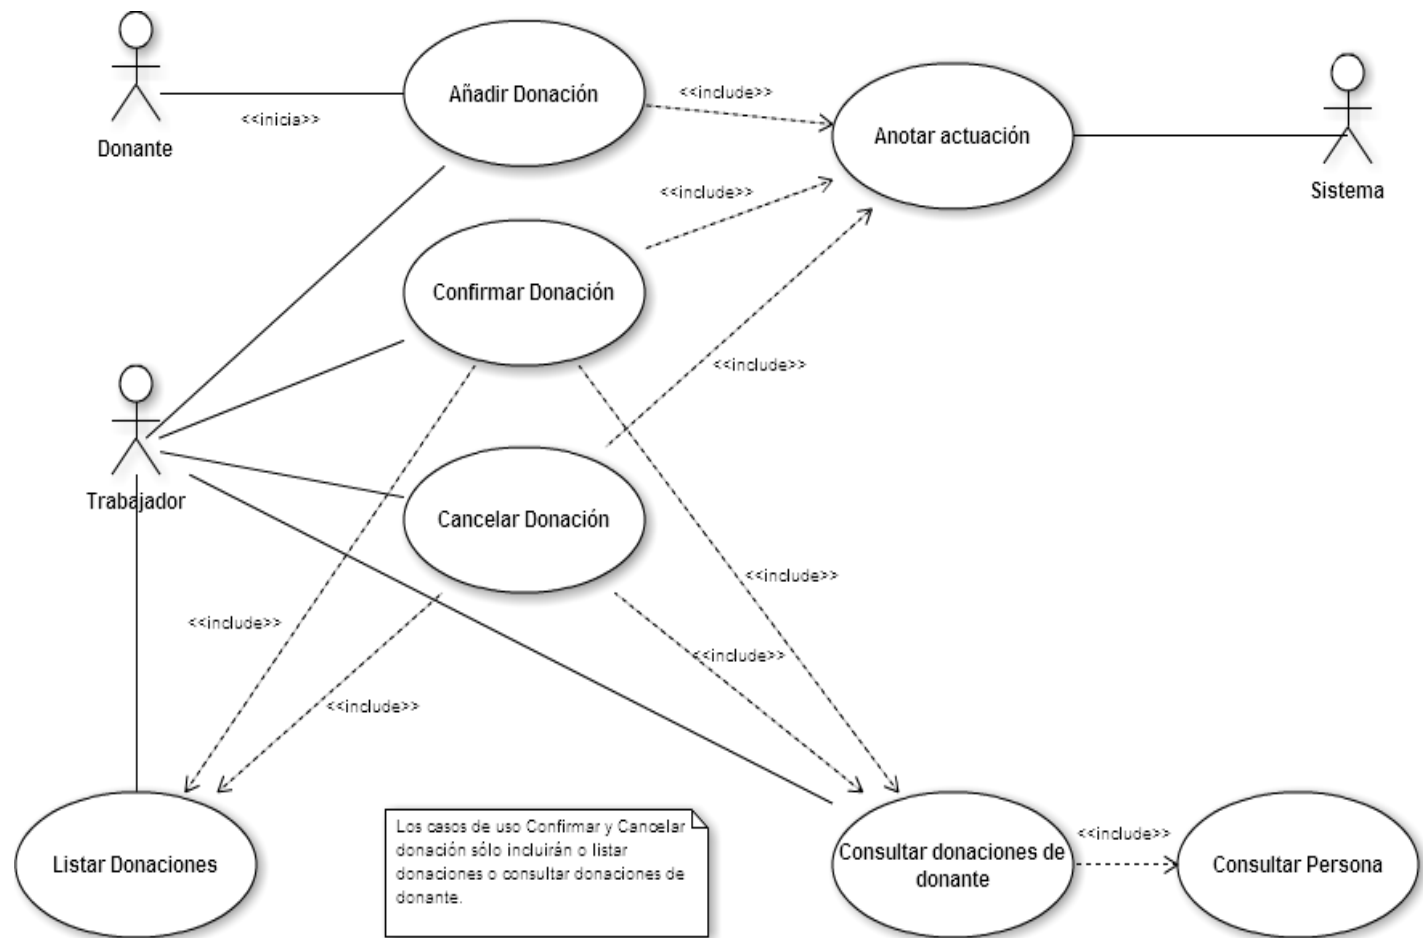 Añadir Donación
<<include>>
Anotar actuación
<<inicia>>
Donante
Sistema
<<include>>
Confirmar Donación
<<include>>
Trabajador
Cancelar Donación
<<include>>
<<include>>
<<include>>
<<include>>
Listar Donaciones
Los casos de uso Confirmar y Cancelar
donación sólo incluirán o listar
donaciones o consultar donaciones de
donante.
Consultar donaciones de
donante
<<include>>
Consultar Persona